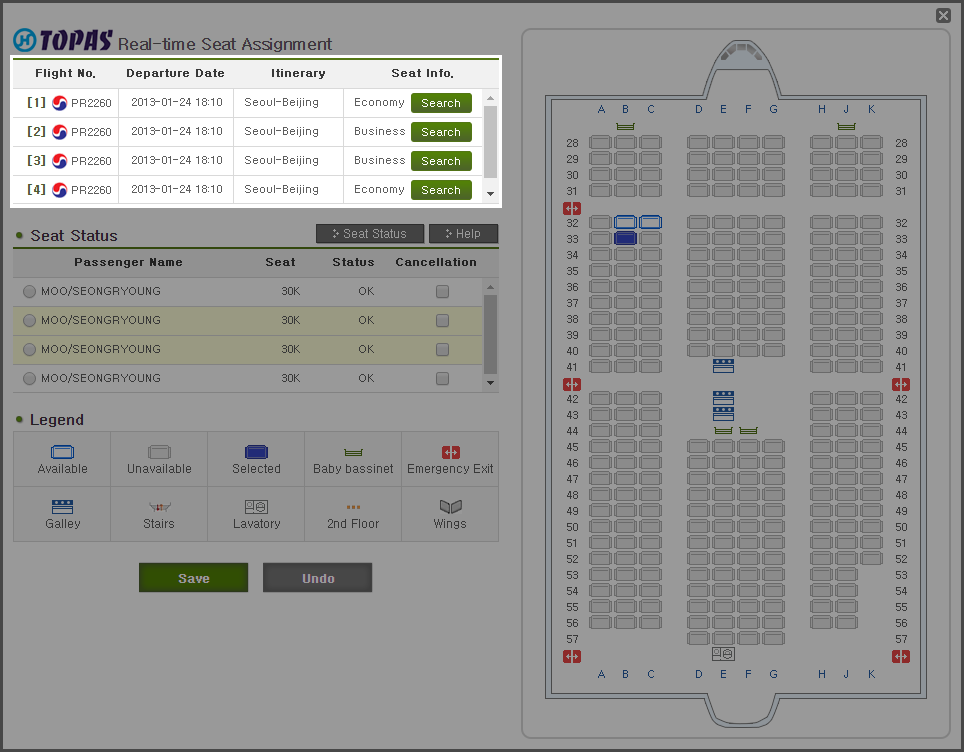 TOPAS Real-time Seat Assignment
Flight No. Departure Date Itinerary Seat Info.
[1] PR2260 2013-01-24 18:10 Seoul-Beijing Economy Search
[2] PR2260 2013-01-24 18:10 Seoul-Beijing Business Search
[3] PR2260 2013-01-24 18:10 Seoul-Beijing Business Search
[4] PR2260 2013-01-24 18:10 Seoul-Beijing Economy Search
Seat Status Seat Status Help
Passenger Name Seat Status Cancellation
MOO/SEONGRYOUNG 30K OK
MOO/SEONGRYOUNG 30K OK
MOO/SEONGRYOUNG 30K OK
MOO/SEONGRYOUNG 30K OK
Legend
Available Unavailable Selected Baby bassinet Emergency Exit
Galley Stairs Lavatory 2nd Floor Wings
Save Undo
A B C D E F G H J K
28 28
29 29
30 30
31 31
32 32
33 33
34 34
35 35
36 36
37 37
38 38
39 39
40 40
41 41
42 42
43 43
44 44
45 45
46 46
47 47
48 48
49 49
50 50
51 51
52 52
53 53
54 54
55 55
56 56
57 57
A B C D E F G H J K